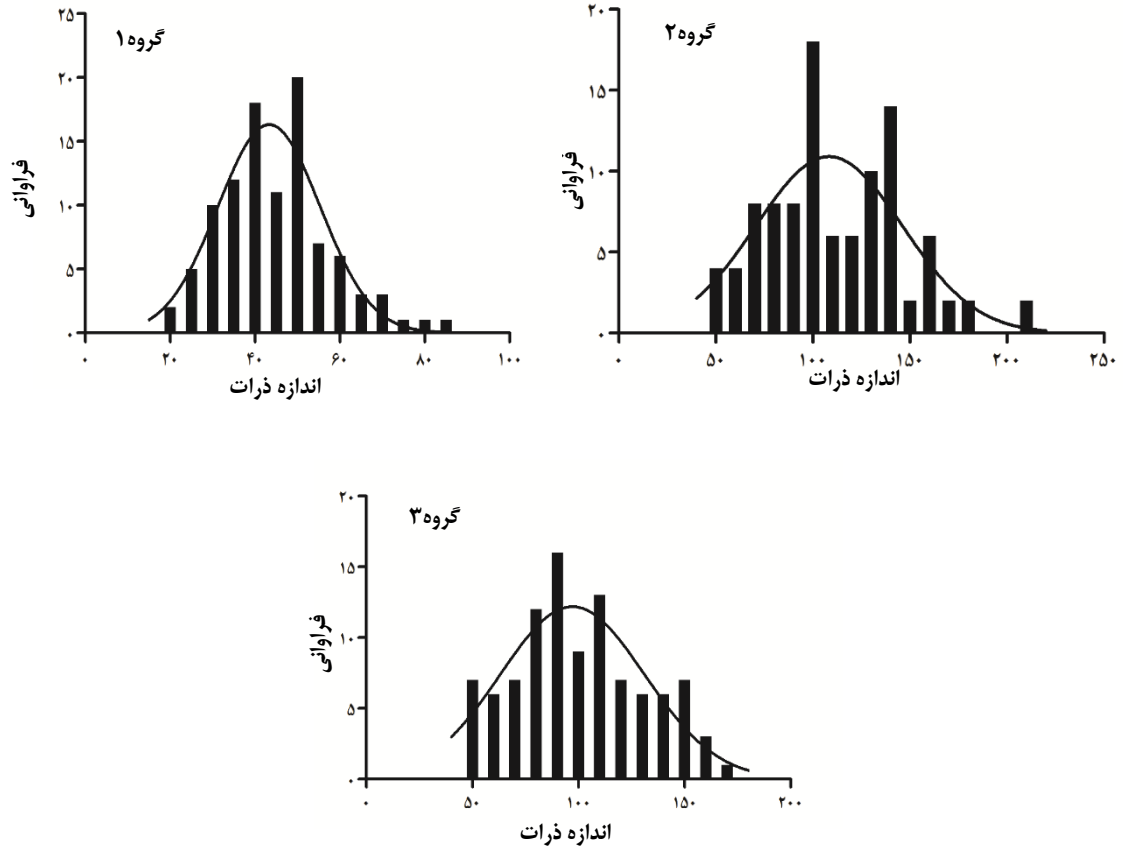 گروه۱
۲۵
۲۰
۱۵
۱۰
۵
۰
فراوانی
۰ ۲۰ ۴۰ ۶۰ ۸۰ ۱۰۰
اندازه ذرات
گروه۲
۲۰
۱۵
۱۰
۵
۰
فراوانی
۰ ۵۰ ۱۰۰ ۱۵۰ ۲۰۰ ۲۵۰
اندازه ذرات
گروه۳
۲۰
۱۵
۱۰
۵
۰
فراوانی
۰ ۵۰ ۱۰۰ ۱۵۰ ۲۰۰
اندازه ذرات